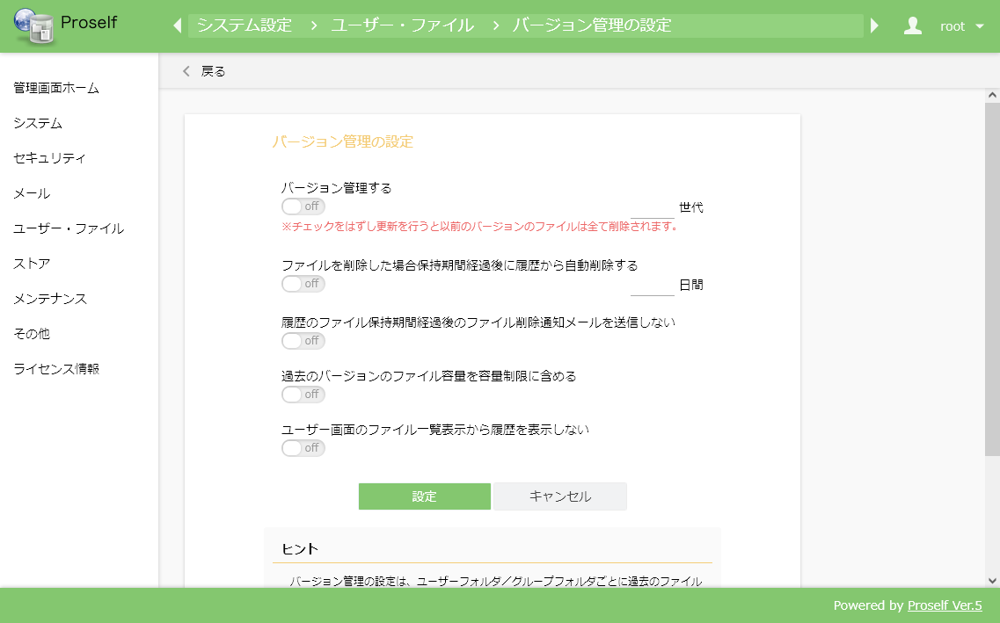 Proself
システム設定 > ユーザー・ファイル > バージョン管理の設定
root
戻る
管理画面ホーム
システム
セキュリティ
メール
ユーザー・ファイル
ストア
メンテナンス
その他
ライセンス情報
バージョン管理の設定
バージョン管理する
off
世代
※チェックをはずし更新を行うと以前のバージョンのファイルは全て削除されます。
ファイルを削除した場合保持期間経過後に履歴から自動削除する
off
日間
履歴のファイル保持期間経過後のファイル削除通知メールを送信しない
off
過去のバージョンのファイル容量を容量制限に含める
off
ユーザー画面のファイル一覧表示から履歴を表示しない
off
設定
キャンセル
ヒント
バージョン管理の設定は、ユーザーフォルダ／グループフォルダごとに過去のファイル
Powered by Proself Ver.5